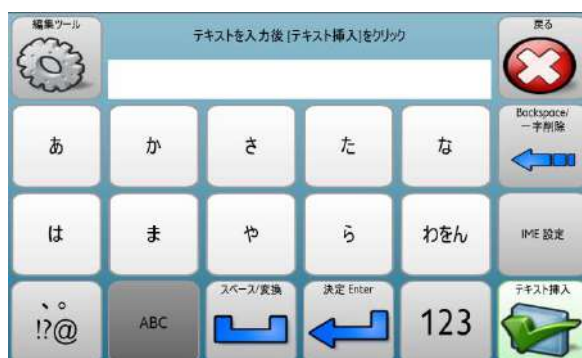 編集ツール
テキストを入力後 [テキスト挿入]をクリック
戻る
あ
か
さ
た
な
Backspace/
一字削除
は
ま
や
ら
わをん
IME 設定
、。
!?@
ABC
スペース/変換
決定 Enter
123
テキスト挿入